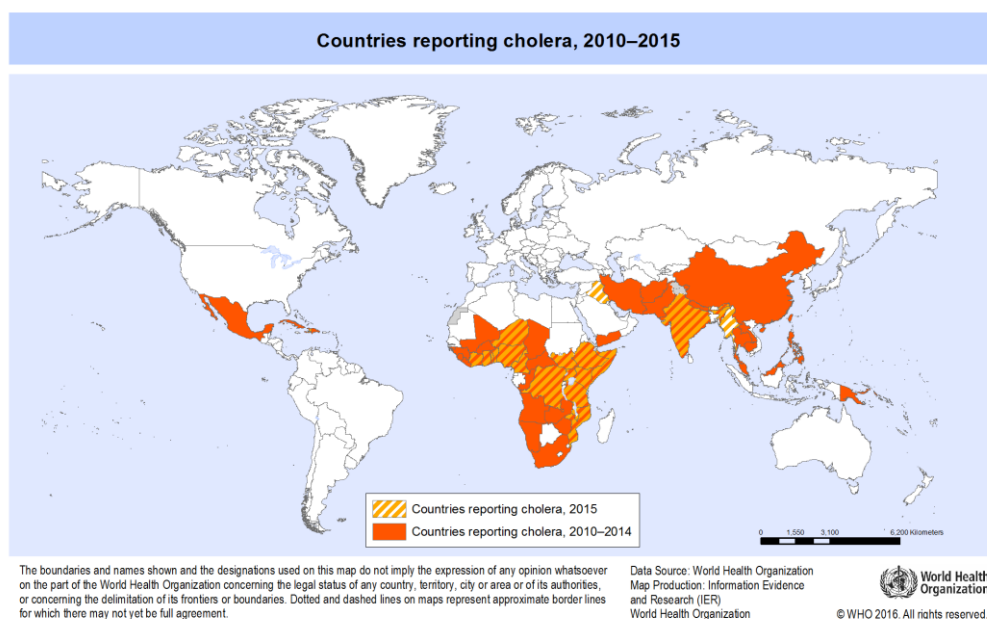 Countries reporting cholera, 2010–2015
Countries reporting cholera, 2015
Countries reporting cholera, 2010–2014
0 1,550 3,100 6,200 Kilometers
The boundaries and names shown and the designations used on this map do not imply the expression of any opinion whatsoever
on the part of the World Health Organization concerning the legal status of any country, territory, city or area or of its authorities,
or concerning the delimitation of its frontiers or boundaries. Dotted and dashed lines on maps represent approximate border lines
for which there may not yet be full agreement.
Data Source: World Health Organization
Map Production: Information Evidence
and Research (IER)
World Health Organization
World Health
Organization
© WHO 2016. All rights reserved.